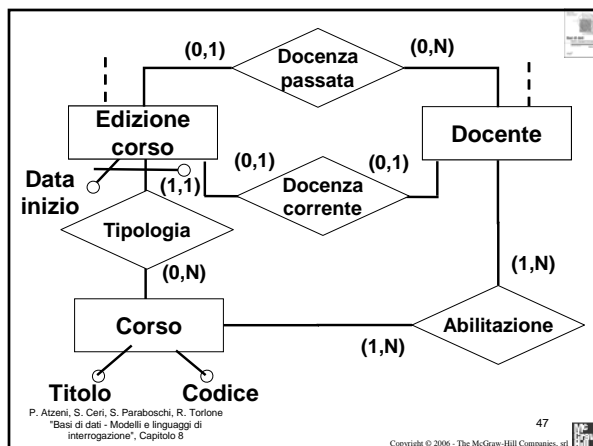 (0,1)
Docenza
passata
(0,N)
Edizione
corso
Docente
(0,1)
Docenza
corrente
(0,1)
Data
inizio
(1,1)
Tipologia
(0,N)
(1,N)
Corso
(1,N)
Abilitazione
Titolo
Codice
P. Atzeni, S. Ceri, S. Paraboschi, R. Torlone
"Basi di dati - Modelli e linguaggi di
interrogazione", Capitolo 8
47
Copyright © 2006 - The McGraw-Hill Companies, srl